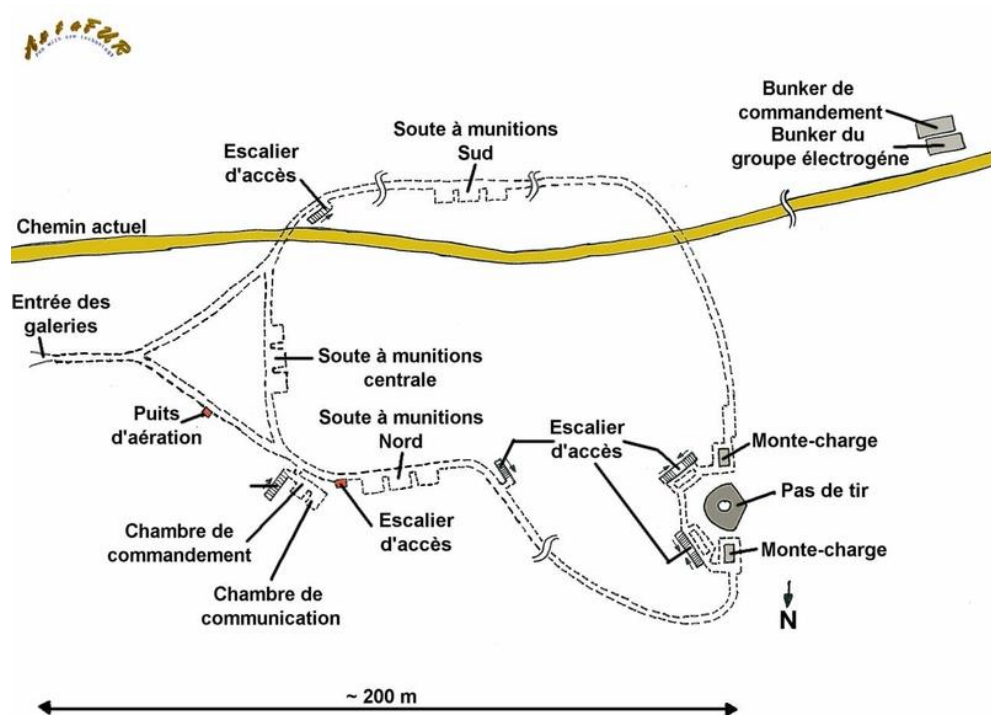 ArtaFUR
Bunker de
commandement
Bunker du
groupe électrogéne
Soute à munitions
Sud
Escalier
d'accès
Chemin actuel
Entrée des
galeries
Soute à munitions
centrale
Puits
d'aération
Soute à munitions
Nord
Escalier
d'accès
Monte-charge
Pas de tir
Chambre de
commandement
Escalier
d'accès
Monte-charge
Chambre de
communication
N
~ 200 m